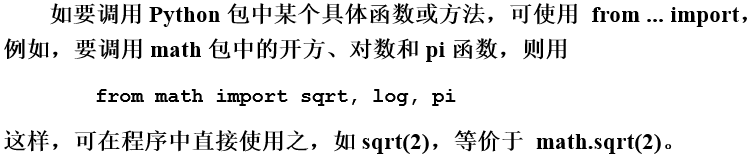 如要调用 Python 包中某个具体函数或方法，可使用 from ... import，
例如，要调用 math 包中的开方、对数和 pi 函数，则用
from math import sqrt, log, pi
这样，可在程序中直接使用之，如 sqrt(2)，等价于 math.sqrt(2)。